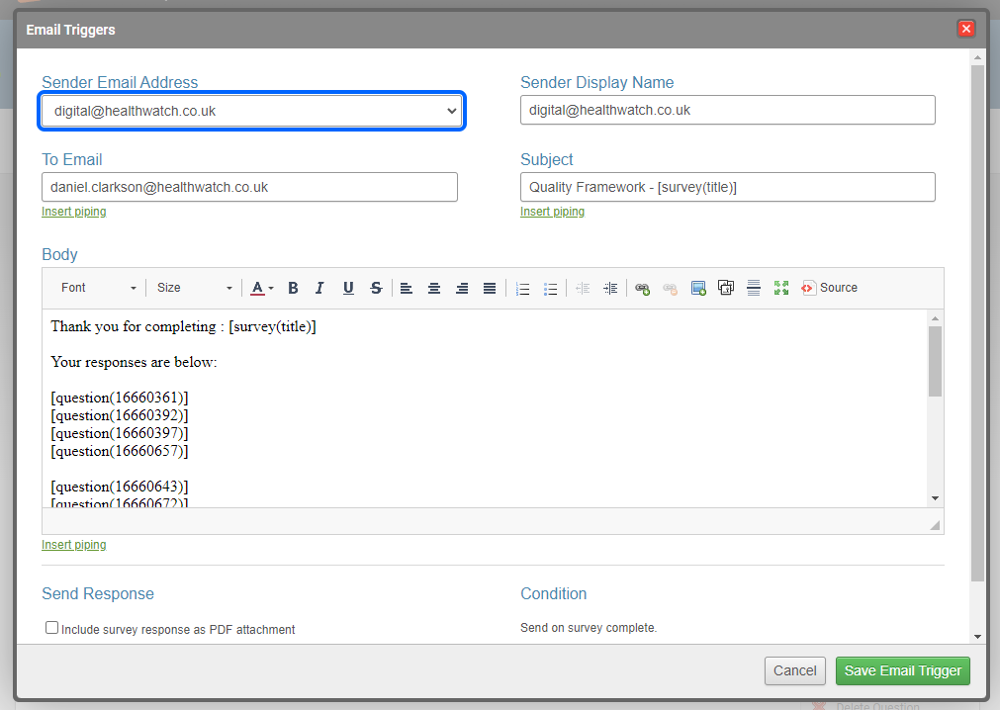 Email Triggers
Sender Email Address
Sender Display Name
digital@healthwatch.co.uk
digital@healthwatch.co.uk
To Email
Subject
daniel.clarkson@healthwatch.co.uk
Quality Framework - [survey(title)]
Insert piping
Insert piping
Body
Font Size A B I U S Source
Thank you for completing : [survey(title)]
Your responses are below:
[question(16660361)]
[question(16660392)]
[question(16660397)]
[question(16660657)]
[question(16660643)]
[question(16660672)]
Insert piping
Send Response
Condition
Include survey response as PDF attachment
Send on survey complete.
Cancel
Save Email Trigger
Delete Question